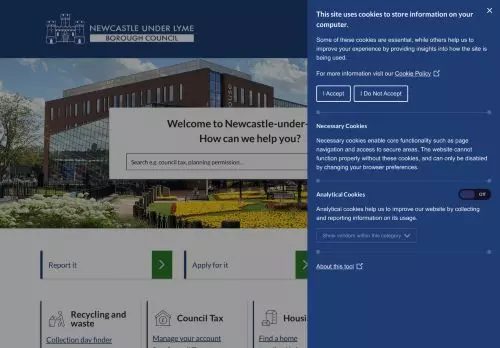 NEWCASTLE UNDER LYME
BOROUGH COUNCIL
Welcome to Newcastle-under-
How can we help you?
Search e.g. council tax, planning permission...
Report it
Apply for it
Recycling and
waste
Collection day finder
Council Tax
Manage your account
Housi
Find a home
This site uses cookies to store information on your
computer.
Some of these cookies are essential, while others help us to
improve your experience by providing insights into how the site is
being used.
For more information visit our Cookie Policy
I Accept
I Do Not Accept
Necessary Cookies
Necessary cookies enable core functionality such as page
navigation and access to secure areas. The website cannot
function properly without these cookies, and can only be disabled
by changing your browser preferences.
Analytical Cookies
Off
Analytical cookies help us to improve our website by collecting
and reporting information on its usage.
Show vendors within this category
About this tool